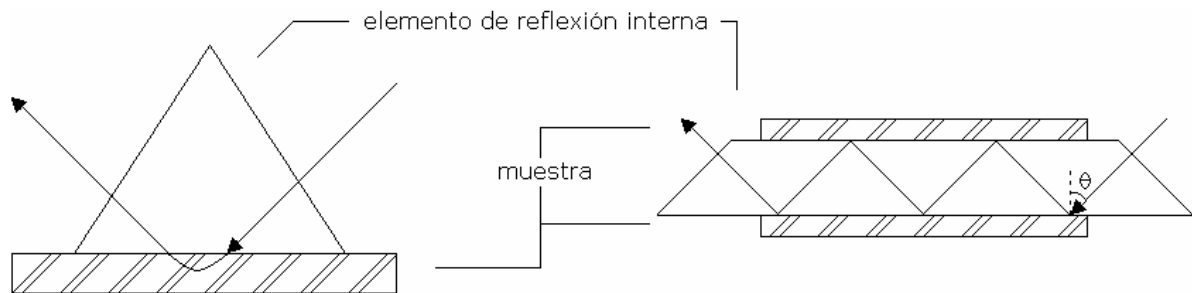 elemento de reflexión interna
muestra
θ